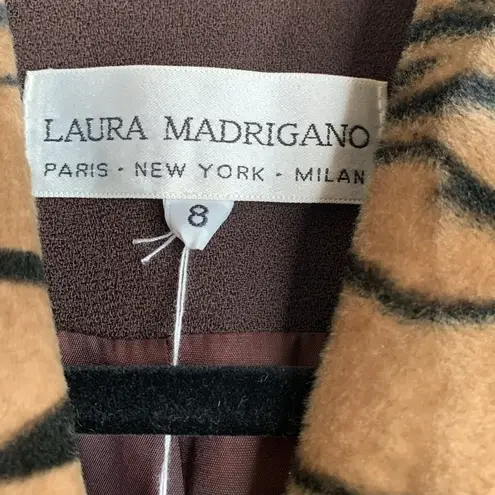 LAURA MADRIGANO
PARIS - NEW YORK - MILAN
8